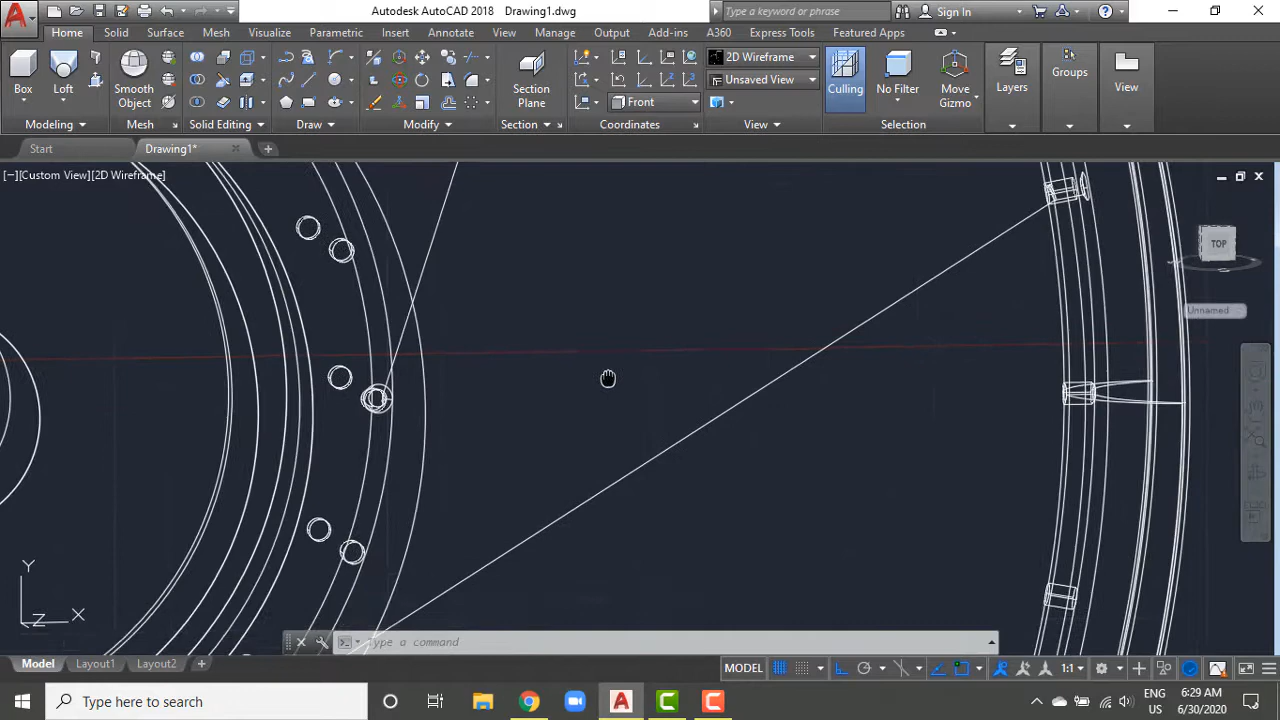 Autodesk AutoCAD 2018 Drawing1.dwg
Type a keyword or phrase
Sign In
Home Solid Surface Mesh Visualize Parametric Insert Annotate View Manage Output Add-ins A360 Express Tools Featured Apps
Box
Loft
Smooth
Object
Section
Plane
2D Wireframe
Unsaved View
Front
Culling
No Filter
Move
Gizmo
Layers
Groups
View
Modeling
Mesh
Solid Editing
Draw
Modify
Section
Coordinates
View
Selection
Start
Drawing1*
[−][Custom View][2D Wireframe]
TOP
Unnamed
Y
Z
X
Type a command
Model
Layout1
Layout2
MODEL
1:1
Type here to search
ENG
US
6:29 AM
6/30/2020